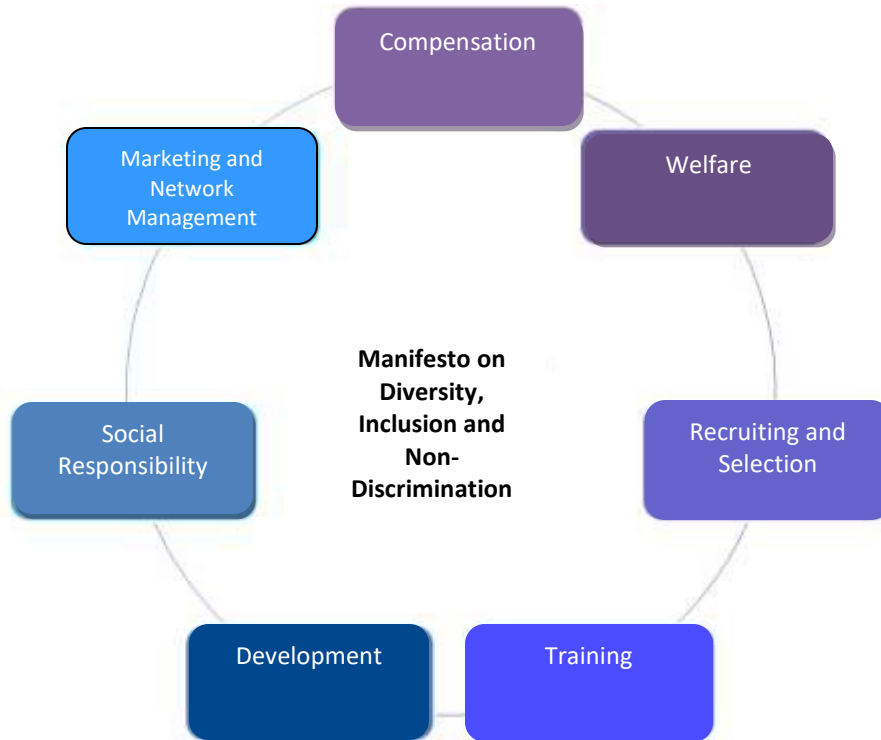 Compensation
Marketing and
Network
Management
Welfare
Manifesto on
Diversity,
Inclusion and
Non-
Discrimination
Social
Responsibility
Recruiting and
Selection
Development
Training